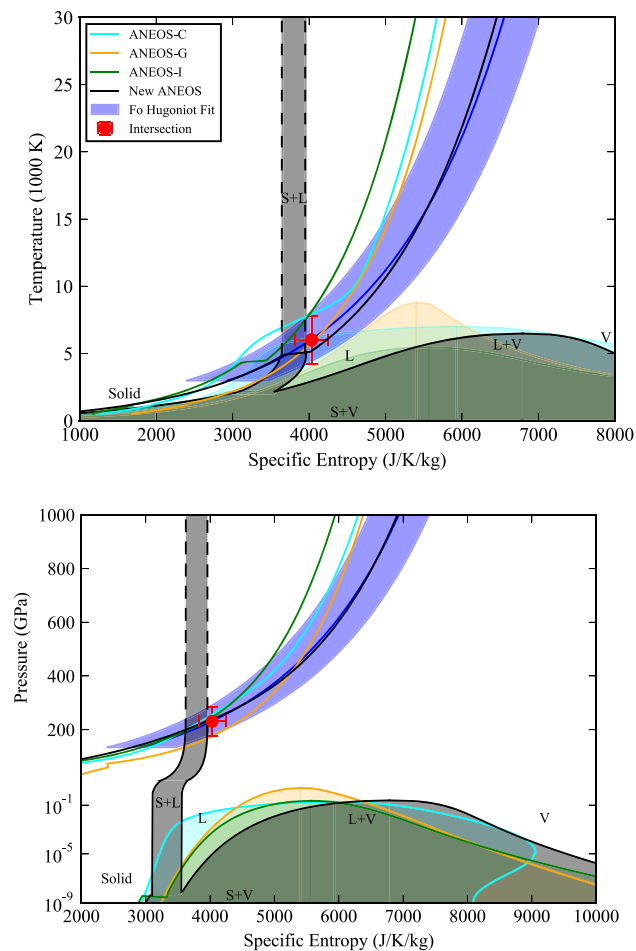 30
25
20
15
10
5
0
Temperature (1000 K)
ANEOS-C
ANEOS-G
ANEOS-I
New ANEOS
Fo Hugoniot Fit
Intersection
S+L
L
L+V
V
Solid
S+V
1000 2000 3000 4000 5000 6000 7000 8000
Specific Entropy (J/K/kg)
1000
800
600
400
200
10-1
10-5
10-9
Pressure (GPa)
S+L
L
L+V
V
Solid
S+V
2000 3000 4000 5000 6000 7000 8000 9000 10000
Specific Entropy (J/K/kg)